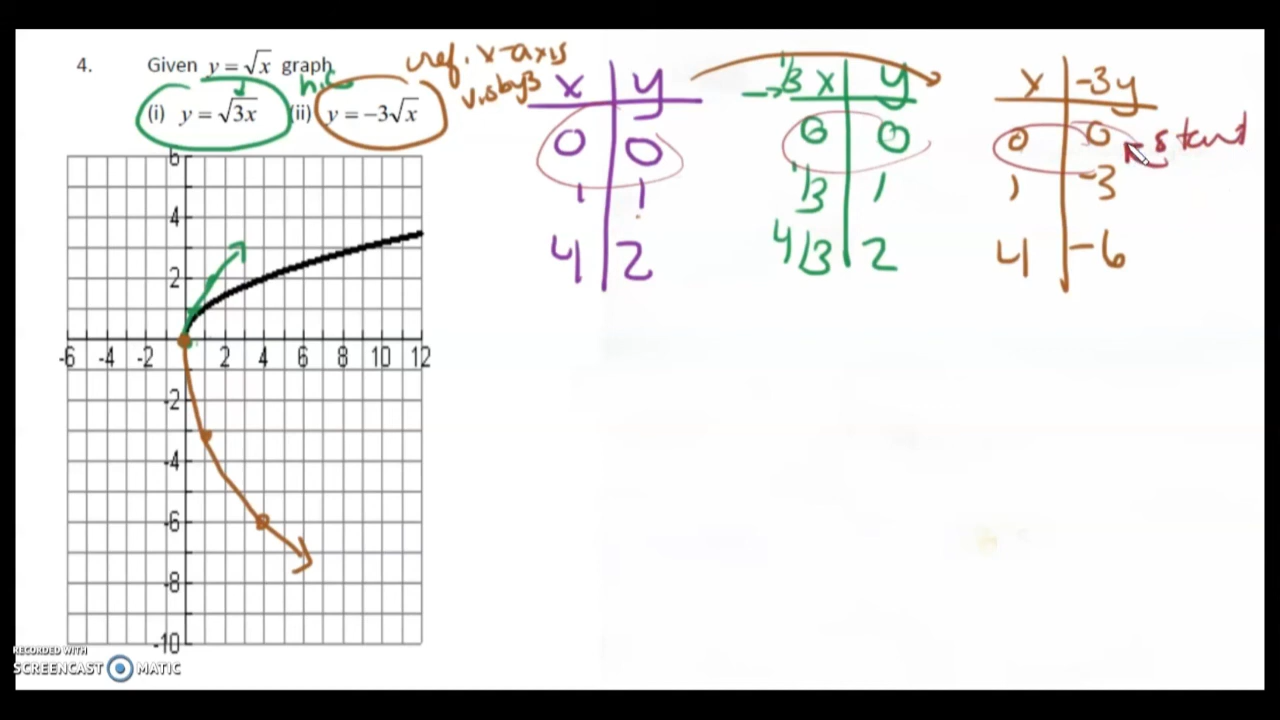 4. Given y = √x graph
(i) y = √3x (ii) y = −3√x
h.c
v.ref. x-axis
v.s by 3
x y
0 0
1 1
4 2
1/3 x y
0 0
1/3 1
4/3 2
x -3y
0 0
1 -3
4 -6
start
6
4
2
-6 -4 -2 2 4 6 8 10 12
-2
-4
-6
-8
-10
RECORDED WITH
SCREENCAST MATIC